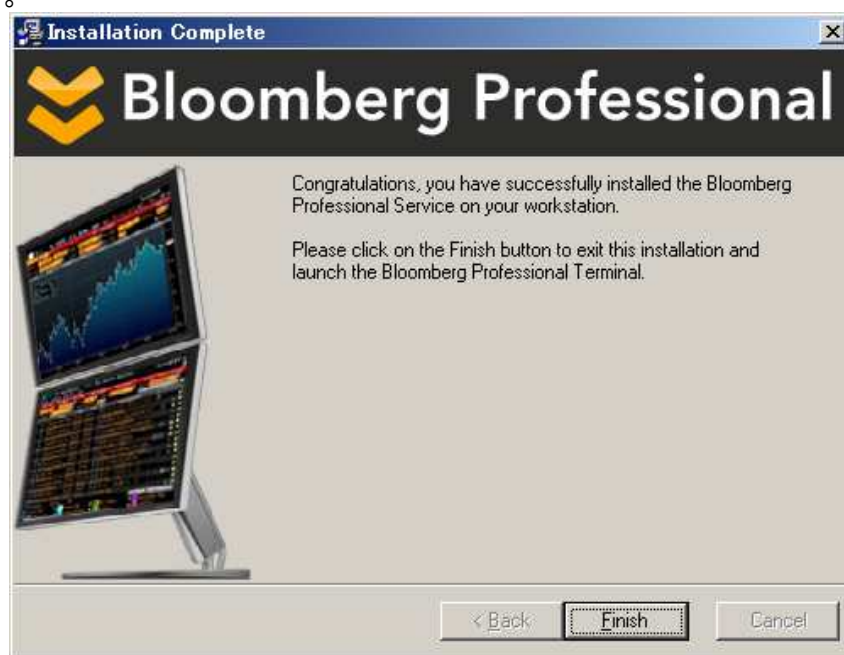 。
Installation Complete
Bloomberg Professional
Congratulations, you have successfully installed the Bloomberg
Professional Service on your workstation.
Please click on the Finish button to exit this installation and
launch the Bloomberg Professional Terminal.
< Back Finish Cancel